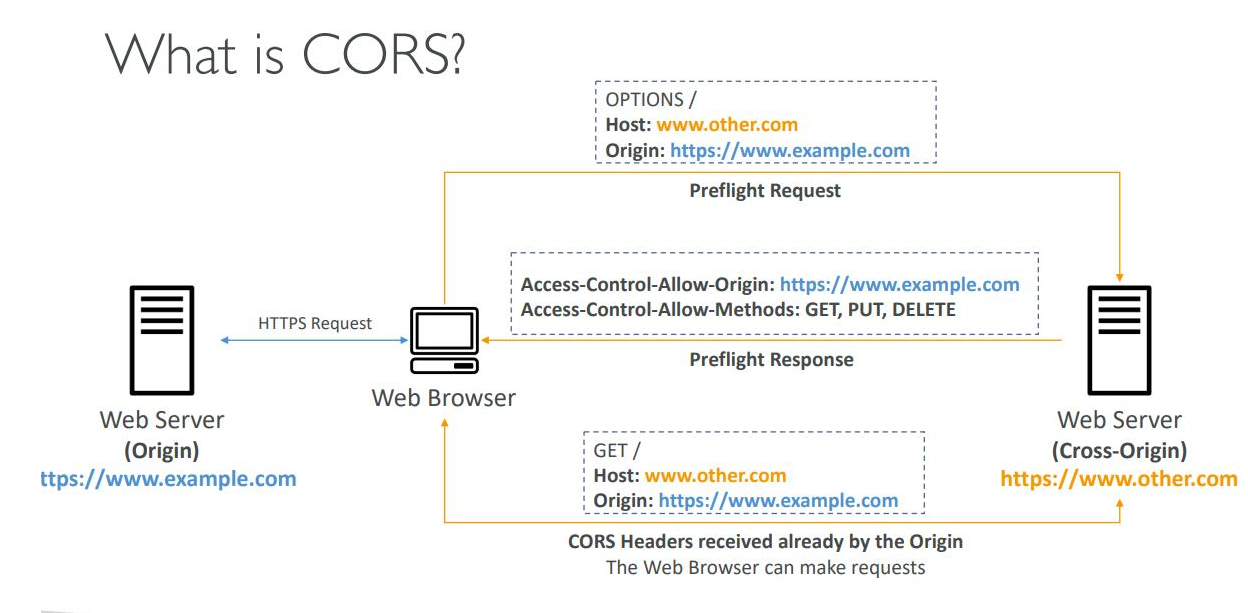 What is CORS?
OPTIONS /
Host: www.other.com
Origin: https://www.example.com
Preflight Request
Access-Control-Allow-Origin: https://www.example.com
Access-Control-Allow-Methods: GET, PUT, DELETE
HTTPS Request
Preflight Response
Web Browser
Web Server
(Origin)
ttps://www.example.com
Web Server
(Cross-Origin)
https://www.other.com
GET /
Host: www.other.com
Origin: https://www.example.com
CORS Headers received already by the Origin
The Web Browser can make requests